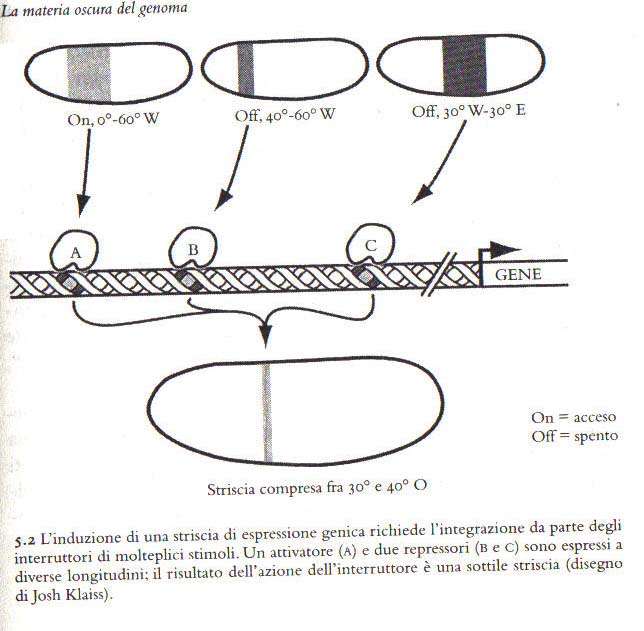 La materia oscura del genoma
On, 0°-60° W
Off, 40°-60° W
Off, 30° W-30° E
A
B
C
GENE
On = acceso
Off = spento
Striscia compresa fra 30° e 40° O
5.2 L'induzione di una striscia di espressione genica richiede l'integrazione da parte degli
interruttori di molteplici stimoli. Un attivatore (A) e due repressori (B e C) sono espressi a
diverse longitudini; il risultato dell'azione dell'interruttore è una sottile striscia (disegno
di Josh Klaiss).